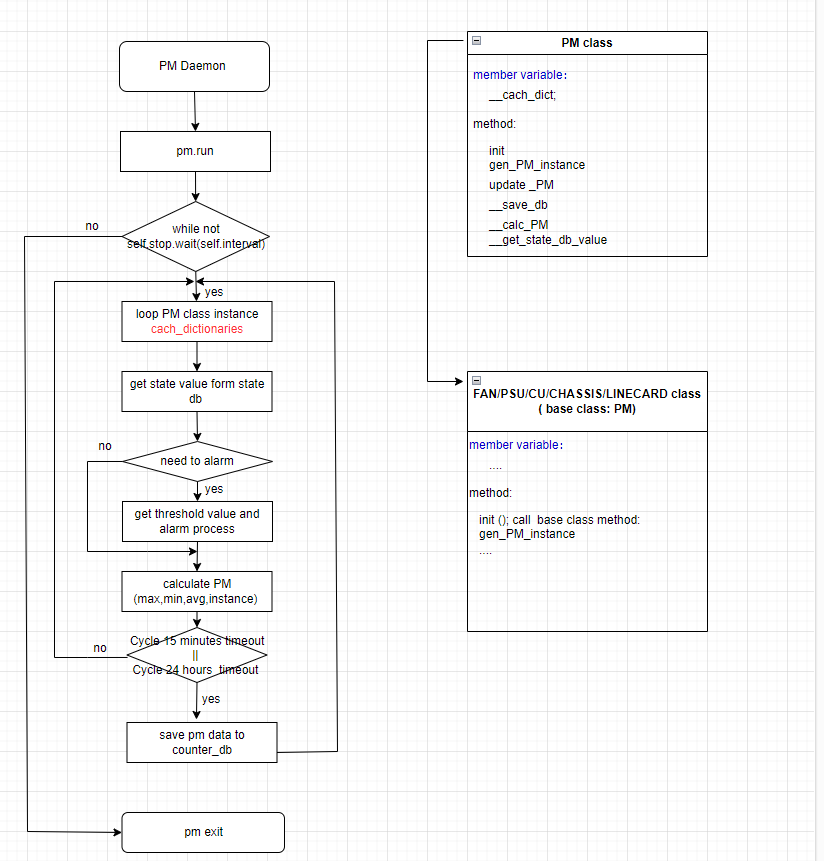 PM Daemon
pm.run
while not
self.stop.wait(self.interval)
no
yes
loop PM class instance
cach_dictionaries
get state value form state
db
need to alarm
no
yes
get threshold value and
alarm process
calculate PM
(max,min,avg,instance)
Cycle 15 minutes timeout
||
Cycle 24 hours timeout
no
yes
save pm data to
counter_db
pm exit
PM class
member variable:
__cach_dict;
method:
init
gen_PM_instance
update _PM
__save_db
__calc_PM
__get_state_db_value
FAN/PSU/CU/CHASSIS/LINECARD class
( base class: PM)
member variable:
....
method:
init (); call base class method:
gen_PM_instance
....